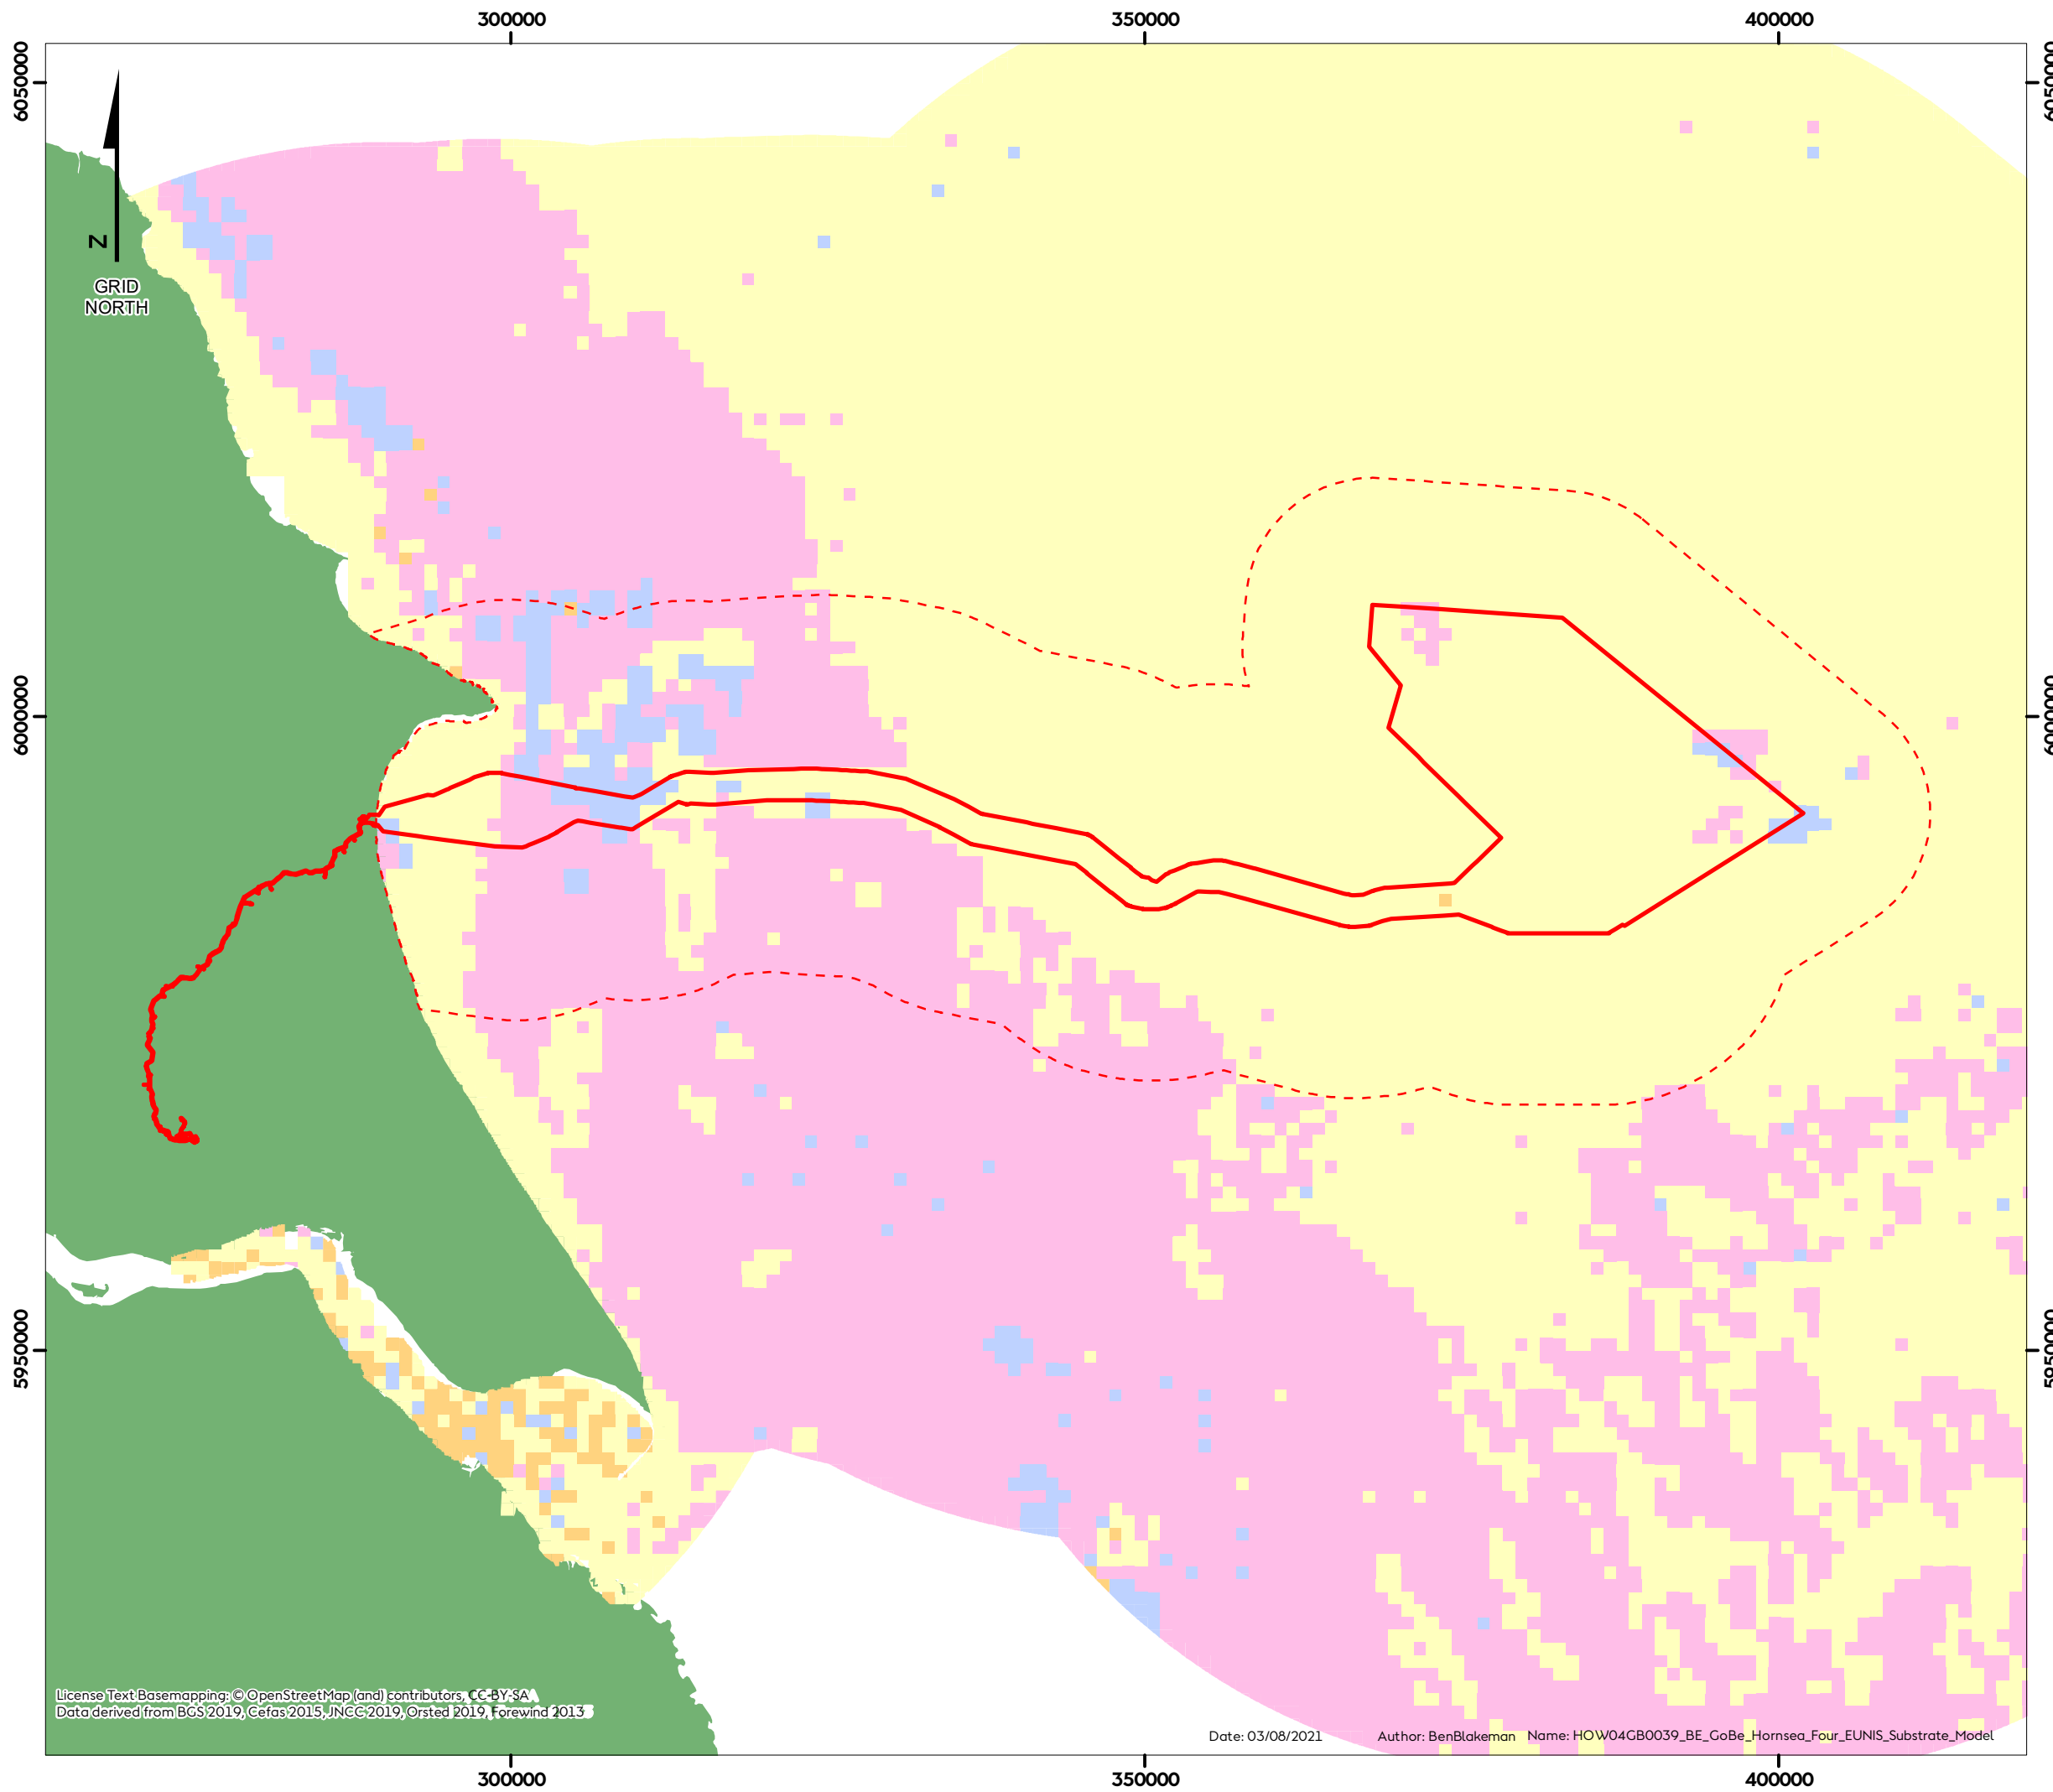 300000 350000 400000
6050000 6050000
N
GRID
NORTH
6000000 6000000
5950000 5950000
License Text Basemapping: © OpenStreetMap (and) contributors, CC-BY-SA
Data derived from BGS 2019, Cefas 2015, JNCC 2019, Orsted 2019, Forewind 2013
Date: 03/08/2021 Author: BenBlakeman Name: HOW04GB0039_BE_GoBe_Hornsea_Four_EUNIS_Substrate_Model
300000 350000 400000